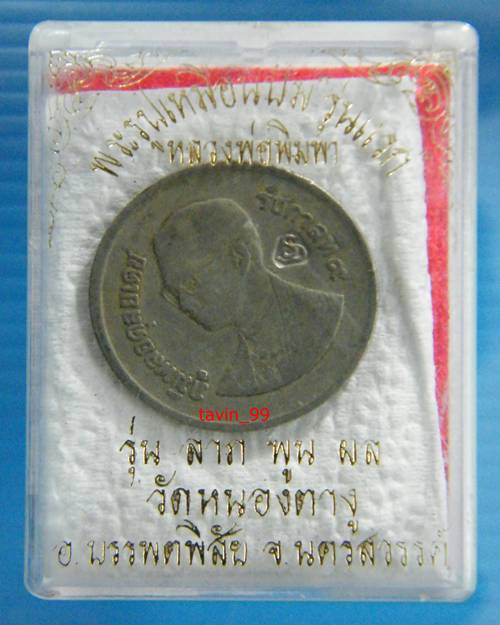 พระรูปเหมือนปั๊ม รุ่นแรก
หลวงพ่อพิมพา
ภูมิพลอดุลยเดช
รัชกาลที่ ๙
tavin_99
รุ่น ลาภ พูน ผล
วัดหนองตางู
อ.บรรพตพิสัย จ.นครสวรรค์